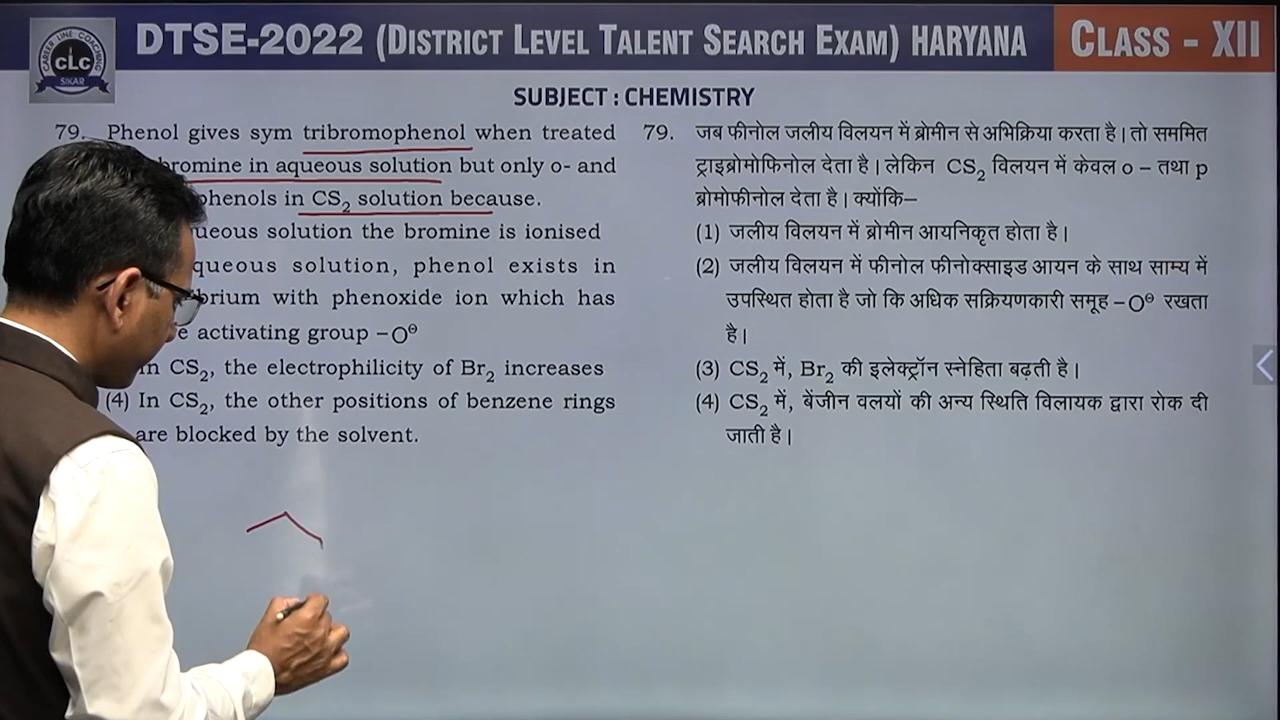 DTSE-2022 (DISTRICT LEVEL TALENT SEARCH EXAM) HARYANA
CLASS - XII
CAREER LINE COACHING
CLC
SIKAR
SUBJECT : CHEMISTRY
79. Phenol gives sym tribromophenol when treated
bromine in aqueous solution but only o- and
phenols in CS₂ solution because.
ueous solution the bromine is ionised
queous solution, phenol exists in
brium with phenoxide ion which has
e activating group –O⊖
In CS₂, the electrophilicity of Br₂ increases
(4) In CS₂, the other positions of benzene rings
are blocked by the solvent.
79. जब फीनोल जलीय विलयन में ब्रोमीन से अभिक्रिया करता है। तो सममित
ट्राइब्रोमोफिनोल देता है। लेकिन CS₂ विलयन में केवल o – तथा p
ब्रोमोफीनोल देता है। क्योंकि–
(1) जलीय विलयन में ब्रोमीन आयनिकृत होता है।
(2) जलीय विलयन में फीनोल फीनोक्साइड आयन के साथ साम्य में
उपस्थित होता है जो कि अधिक सक्रियणकारी समूह –O⊖ रखता
है।
(3) CS₂ में, Br₂ की इलेक्ट्रॉन स्नेहिता बढ़ती है।
(4) CS₂ में, बेंजीन वलयों की अन्य स्थिति विलायक द्वारा रोक दी
जाती है।